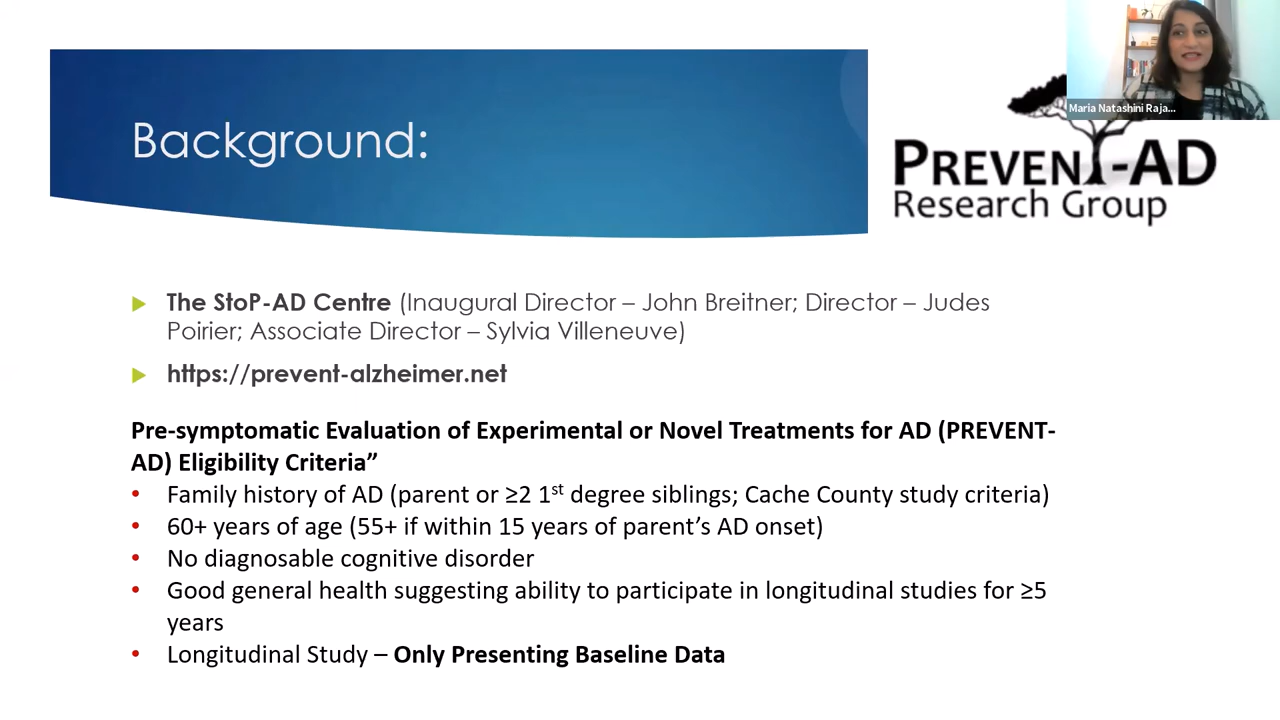 Maria Natashini Raja...
Background:
PREVENT-AD
Research Group
The StoP-AD Centre (Inaugural Director – John Breitner; Director – Judes
Poirier; Associate Director – Sylvia Villeneuve)
https://prevent-alzheimer.net
Pre-symptomatic Evaluation of Experimental or Novel Treatments for AD (PREVENT-
AD) Eligibility Criteria”
• Family history of AD (parent or ≥2 1st degree siblings; Cache County study criteria)
• 60+ years of age (55+ if within 15 years of parent’s AD onset)
• No diagnosable cognitive disorder
• Good general health suggesting ability to participate in longitudinal studies for ≥5
years
• Longitudinal Study – Only Presenting Baseline Data